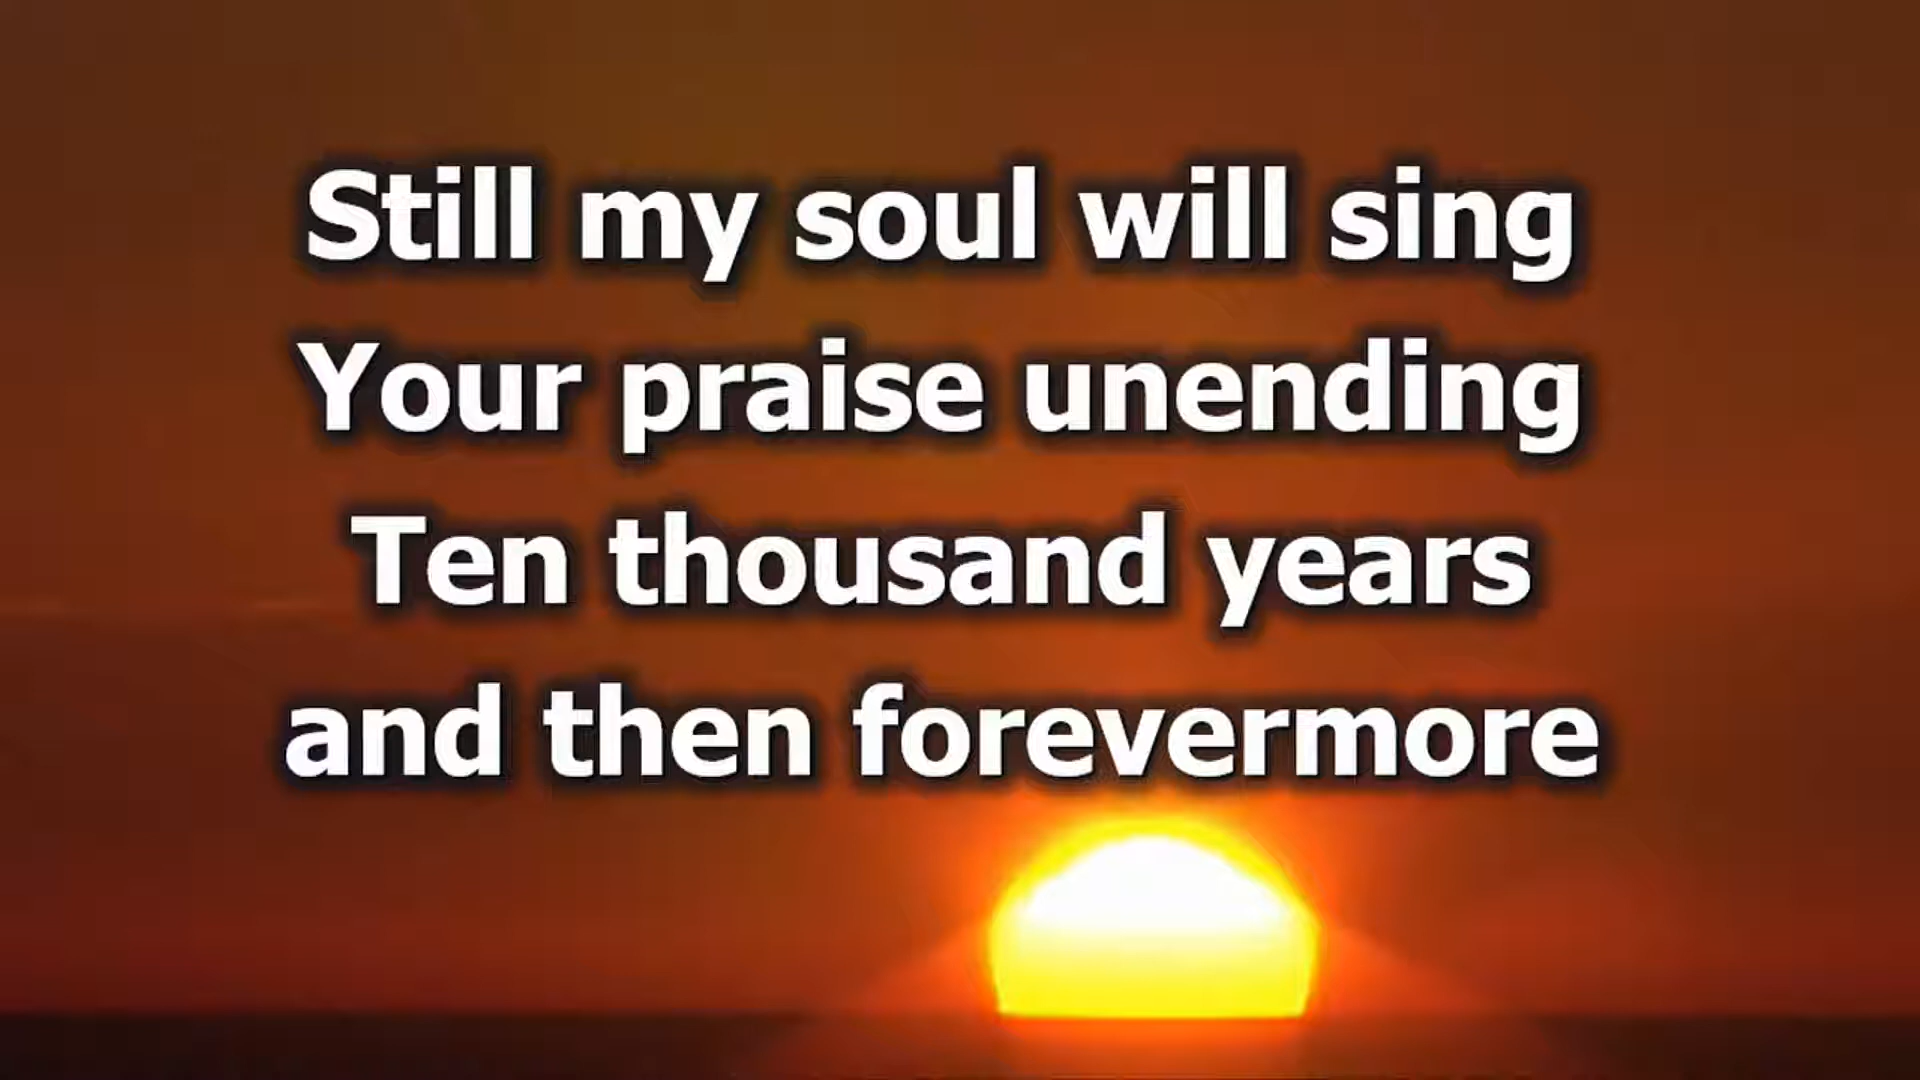 Still my soul will sing
Your praise unending
Ten thousand years
and then forevermore